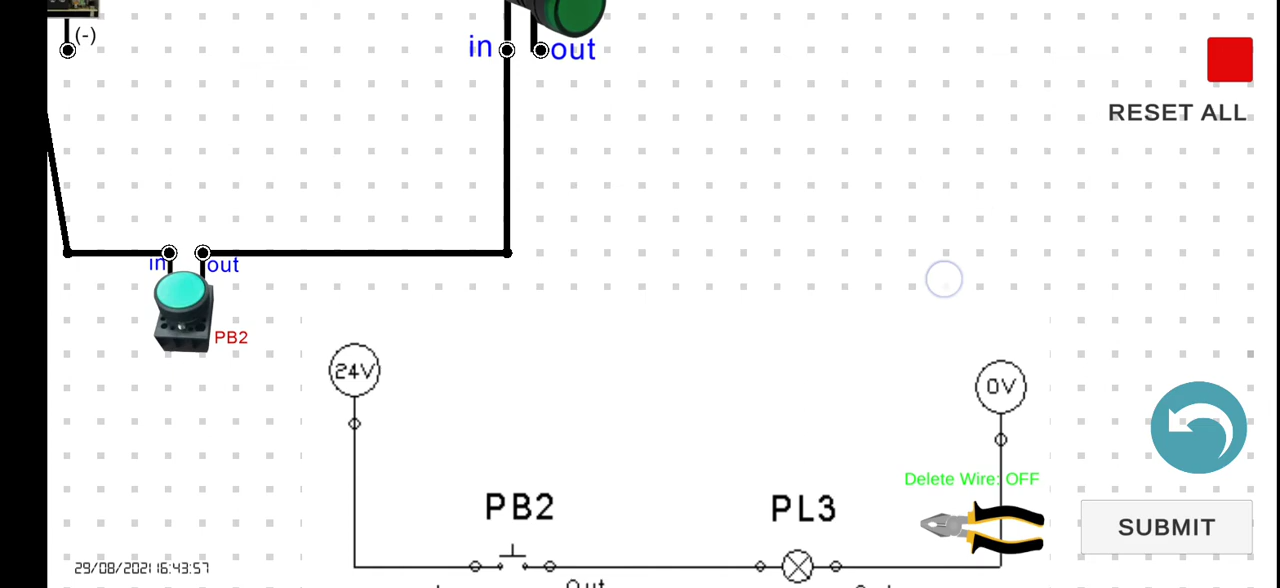 (-)
in out
RESET ALL
in out
PB2
24V
0V
Delete Wire: OFF
PB2 PL3
SUBMIT
29/08/2021 16:43:57